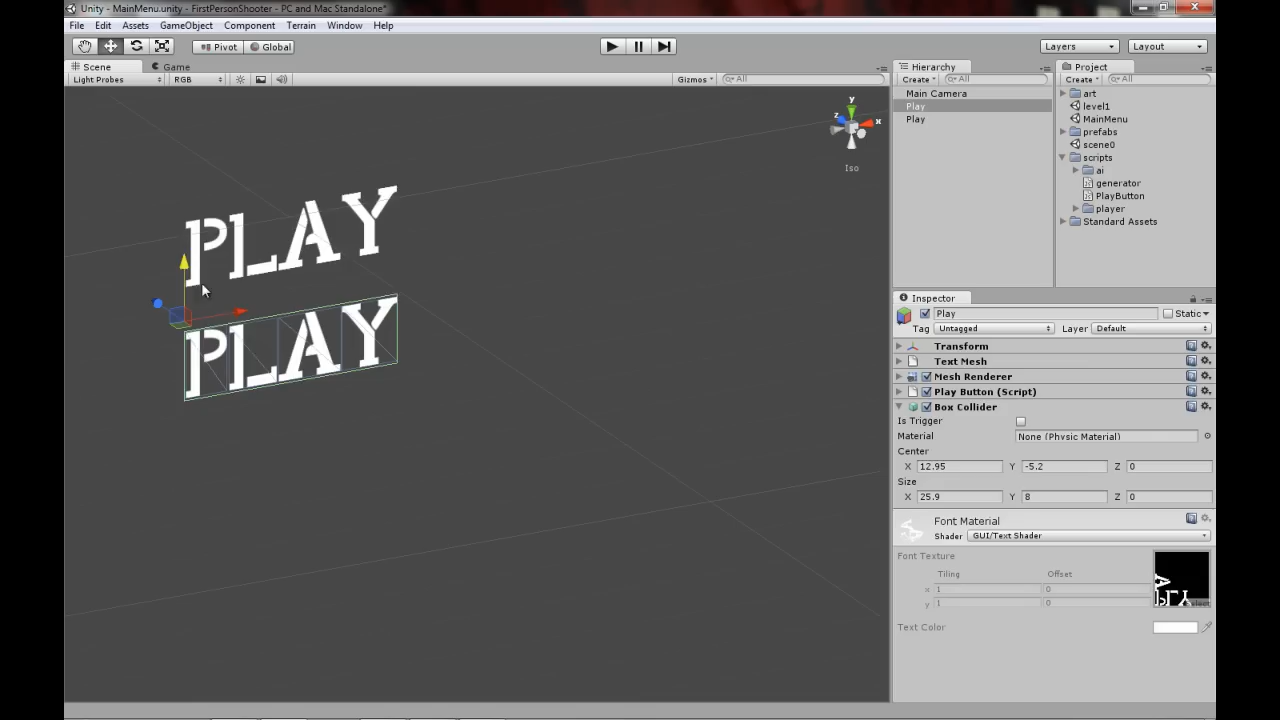 Unity - MainMenu.unity - FirstPersonShooter - PC and Mac Standalone*
File Edit Assets GameObject Component Terrain Window Help
Pivot Global Layers Layout
Scene Game Hierarchy Project
Light Probes RGB Gizmos All Create All Create All
Main Camera
Play
Play
art
level1
MainMenu
prefabs
scene0
scripts
ai
generator
PlayButton
player
Standard Assets
y
z
x
Iso
PLAY
PLAY
Inspector
Play Static
Tag Untagged Layer Default
Transform
Text Mesh
Mesh Renderer
Play Button (Script)
Box Collider
Is Trigger
Material None (Physic Material)
Center
X 12.95 Y -5.2 Z 0
Size
X 25.9 Y 8 Z 0
Font Material
Shader GUI/Text Shader
Font Texture
Tiling Offset
x 1 0
y 1 0
Select
Text Color